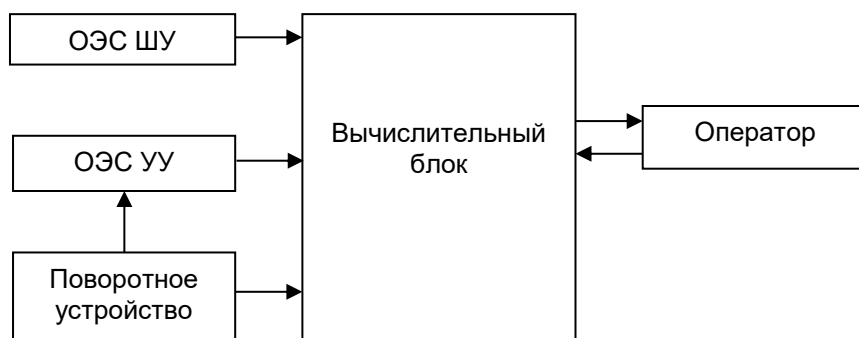 ОЭС ШУ
ОЭС УУ
Поворотное
устройство
Вычислительный
блок
Оператор